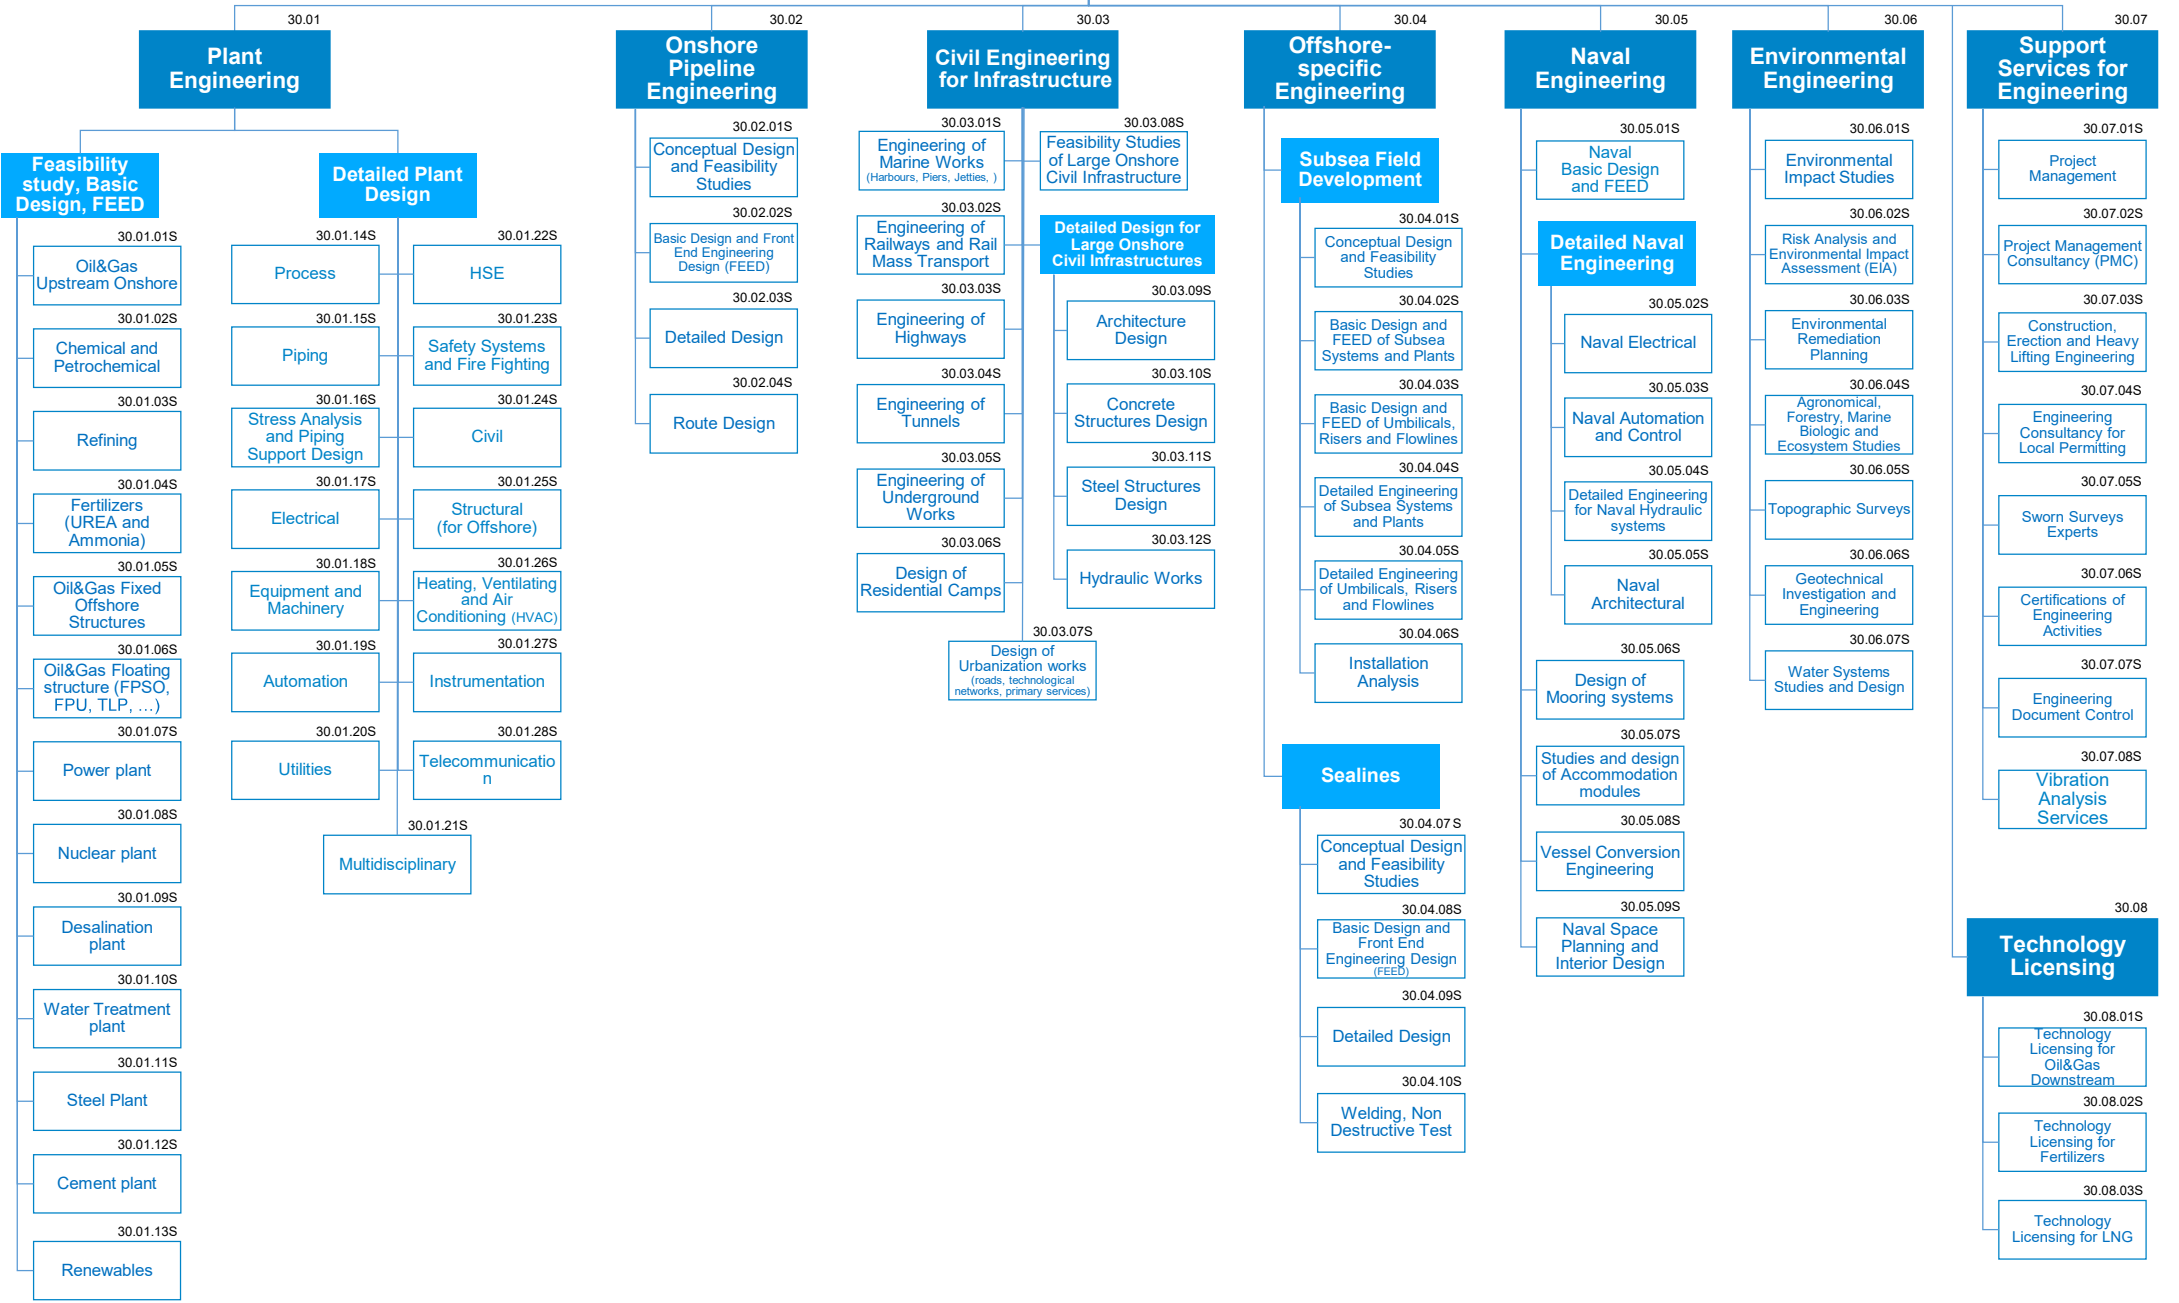 30.01
Plant
Engineering
Feasibility
study, Basic
Design, FEED
30.01.01S
Oil&Gas
Upstream Onshore
30.01.02S
Chemical and
Petrochemical
30.01.03S
Refining
30.01.04S
Fertilizers
(UREA and
Ammonia)
30.01.05S
Oil&Gas Fixed
Offshore
Structures
30.01.06S
Oil&Gas Floating
structure (FPSO,
FPU, TLP, …)
30.01.07S
Power plant
30.01.08S
Nuclear plant
30.01.09S
Desalination
plant
30.01.10S
Water Treatment
plant
30.01.11S
Steel Plant
30.01.12S
Cement plant
30.01.13S
Renewables
Detailed Plant
Design
30.01.14S
Process
30.01.15S
Piping
30.01.16S
Stress Analysis
and Piping
Support Design
30.01.17S
Electrical
30.01.18S
Equipment and
Machinery
30.01.19S
Automation
30.01.20S
Utilities
30.01.21S
Multidisciplinary
30.01.22S
HSE
30.01.23S
Safety Systems
and Fire Fighting
30.01.24S
Civil
30.01.25S
Structural
(for Offshore)
30.01.26S
Heating, Ventilating
and Air
Conditioning (HVAC)
30.01.27S
Instrumentation
30.01.28S
Telecommunicatio
n
30.02
Onshore
Pipeline
Engineering
30.02.01S
Conceptual Design
and Feasibility
Studies
30.02.02S
Basic Design and Front
End Engineering
Design (FEED)
30.02.03S
Detailed Design
30.02.04S
Route Design
30.03
Civil Engineering
for Infrastructure
30.03.01S
Engineering of
Marine Works
(Harbours, Piers, Jetties, )
30.03.02S
Engineering of
Railways and Rail
Mass Transport
30.03.03S
Engineering of
Highways
30.03.04S
Engineering of
Tunnels
30.03.05S
Engineering of
Underground
Works
30.03.06S
Design of
Residential Camps
30.03.07S
Design of
Urbanization works
(roads, technological
networks, primary services)
30.03.08S
Feasibility Studies
of Large Onshore
Civil Infrastructure
Detailed Design for
Large Onshore
Civil Infrastructures
30.03.09S
Architecture
Design
30.03.10S
Concrete
Structures Design
30.03.11S
Steel Structures
Design
30.03.12S
Hydraulic Works
30.04
Offshore-
specific
Engineering
Subsea Field
Development
30.04.01S
Conceptual Design
and Feasibility
Studies
30.04.02S
Basic Design and
FEED of Subsea
Systems and Plants
30.04.03S
Basic Design and
FEED of Umbilicals,
Risers and Flowlines
30.04.04S
Detailed Engineering
of Subsea Systems
and Plants
30.04.05S
Detailed Engineering
of Umbilicals, Risers
and Flowlines
30.04.06S
Installation
Analysis
Sealines
30.04.07S
Conceptual Design
and Feasibility
Studies
30.04.08S
Basic Design and
Front End
Engineering Design
(FEED)
30.04.09S
Detailed Design
30.04.10S
Welding, Non
Destructive Test
30.05
Naval
Engineering
30.05.01S
Naval
Basic Design
and FEED
Detailed Naval
Engineering
30.05.02S
Naval Electrical
30.05.03S
Naval Automation
and Control
30.05.04S
Detailed Engineering
for Naval Hydraulic
systems
30.05.05S
Naval
Architectural
30.05.06S
Design of
Mooring systems
30.05.07S
Studies and design
of Accommodation
modules
30.05.08S
Vessel Conversion
Engineering
30.05.09S
Naval Space
Planning and
Interior Design
30.06
Environmental
Engineering
30.06.01S
Environmental
Impact Studies
30.06.02S
Risk Analysis and
Environmental Impact
Assessment (EIA)
30.06.03S
Environmental
Remediation
Planning
30.06.04S
Agronomical,
Forestry, Marine
Biologic and
Ecosystem Studies
30.06.05S
Topographic Surveys
30.06.06S
Geotechnical
Investigation and
Engineering
30.06.07S
Water Systems
Studies and Design
30.07
Support
Services for
Engineering
30.07.01S
Project
Management
30.07.02S
Project Management
Consultancy (PMC)
30.07.03S
Construction,
Erection and Heavy
Lifting Engineering
30.07.04S
Engineering
Consultancy for
Local Permitting
30.07.05S
Sworn Surveys
Experts
30.07.06S
Certifications of
Engineering
Activities
30.07.07S
Engineering
Document Control
30.07.08S
Vibration
Analysis
Services
30.08
Technology
Licensing
30.08.01S
Technology
Licensing for
Oil&Gas
Downstream
30.08.02S
Technology
Licensing for
Fertilizers
30.08.03S
Technology
Licensing for LNG